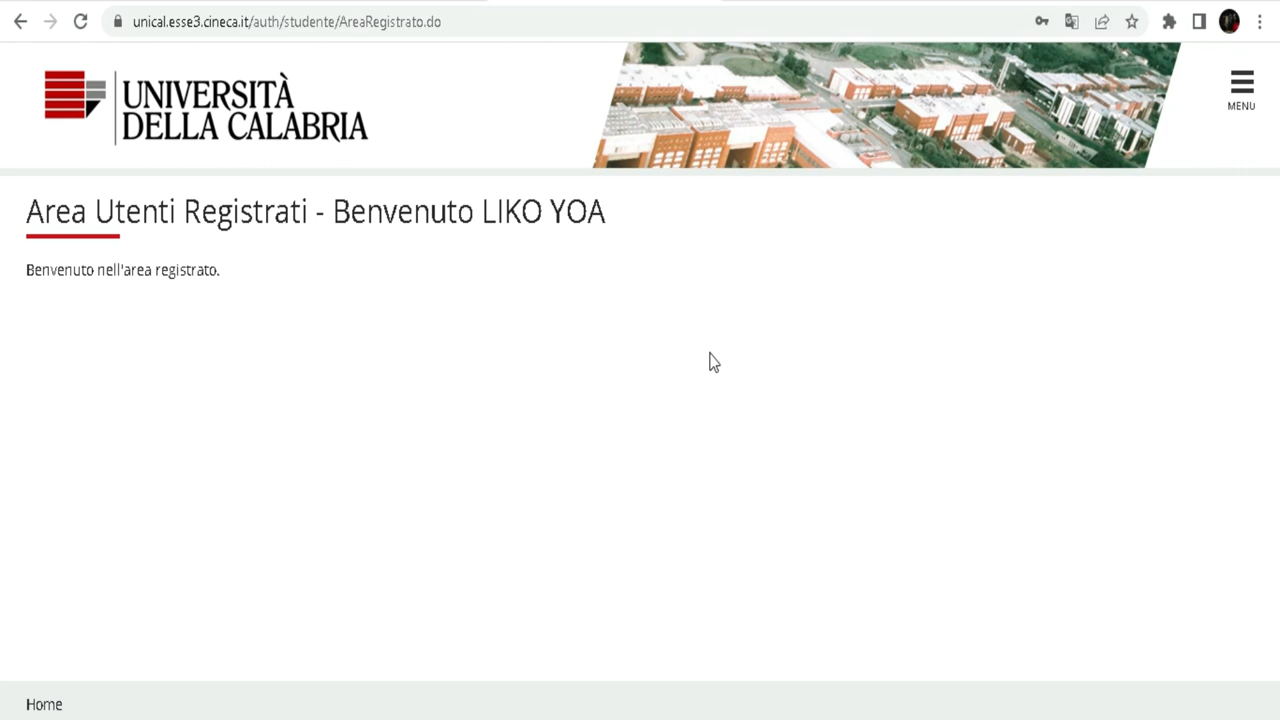 unical.esse3.cineca.it/auth/studente/AreaRegistrato.do
UNIVERSITÀ
DELLA CALABRIA
MENU
Area Utenti Registrati - Benvenuto LIKO YOA
Benvenuto nell'area registrato.
Home